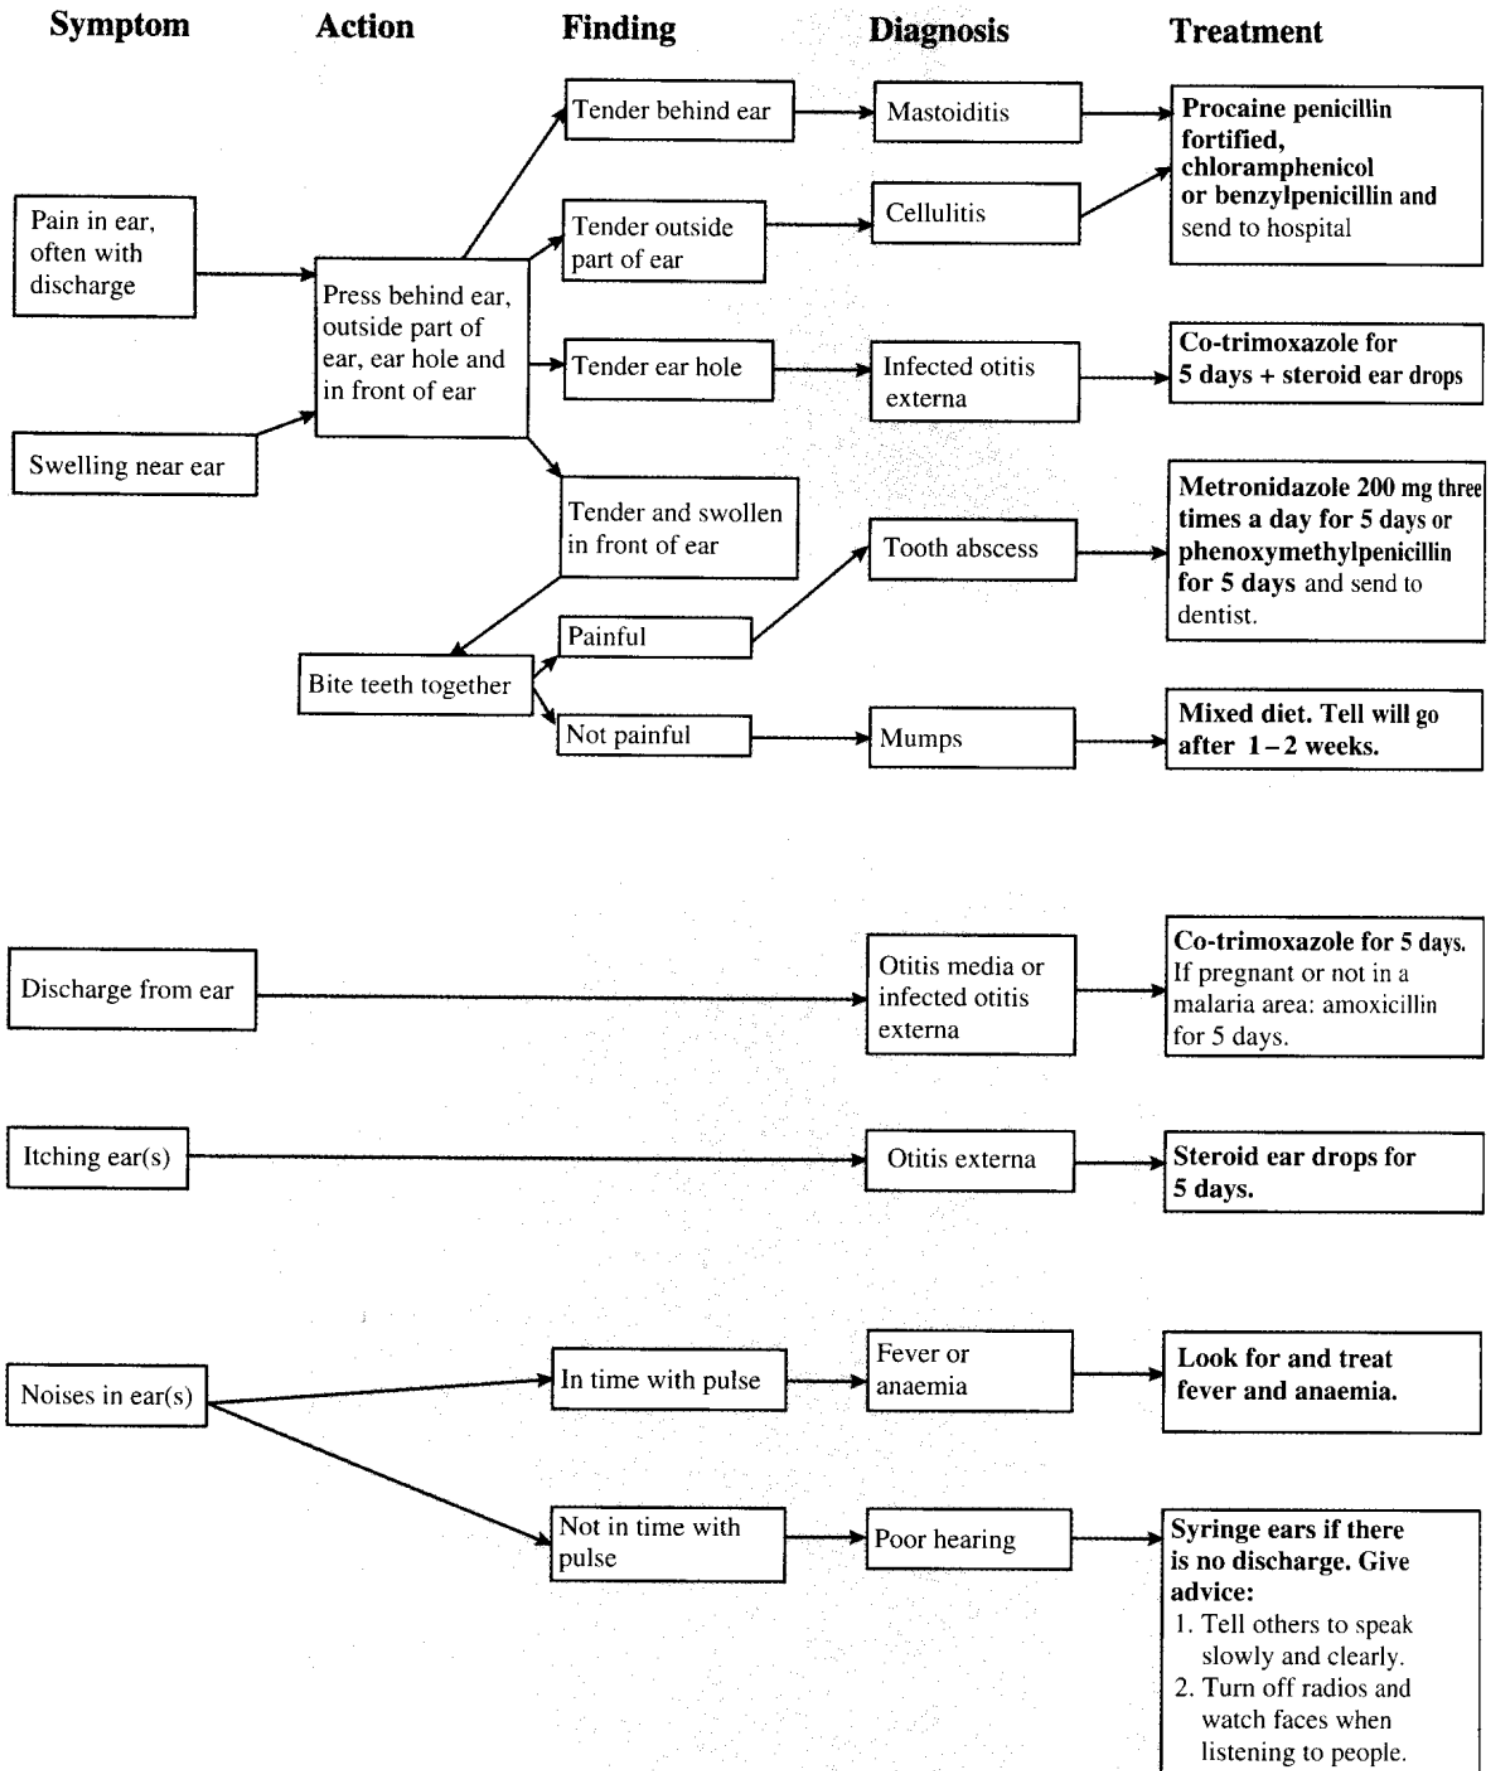 Symptom
Action
Finding
Diagnosis
Treatment
Pain in ear,
often with
discharge
Swelling near ear
Press behind ear,
outside part of
ear, ear hole and
in front of ear
Tender behind ear
Mastoiditis
Procaine penicillin
fortified,
chloramphenicol
or benzylpenicillin and
send to hospital
Tender outside
part of ear
Cellulitis
Tender ear hole
Infected otitis
externa
Co-trimoxazole for
5 days + steroid ear drops
Tender and swollen
in front of ear
Bite teeth together
Painful
Tooth abscess
Metronidazole 200 mg three
times a day for 5 days or
phenoxymethylpenicillin
for 5 days and send to
dentist.
Not painful
Mumps
Mixed diet. Tell will go
after 1–2 weeks.
Discharge from ear
Otitis media or
infected otitis
externa
Co-trimoxazole for 5 days.
If pregnant or not in a
malaria area: amoxicillin
for 5 days.
Itching ear(s)
Otitis externa
Steroid ear drops for
5 days.
Noises in ear(s)
In time with pulse
Fever or
anaemia
Look for and treat
fever and anaemia.
Not in time with
pulse
Poor hearing
Syringe ears if there
is no discharge. Give
advice:
1. Tell others to speak
slowly and clearly.
2. Turn off radios and
watch faces when
listening to people.